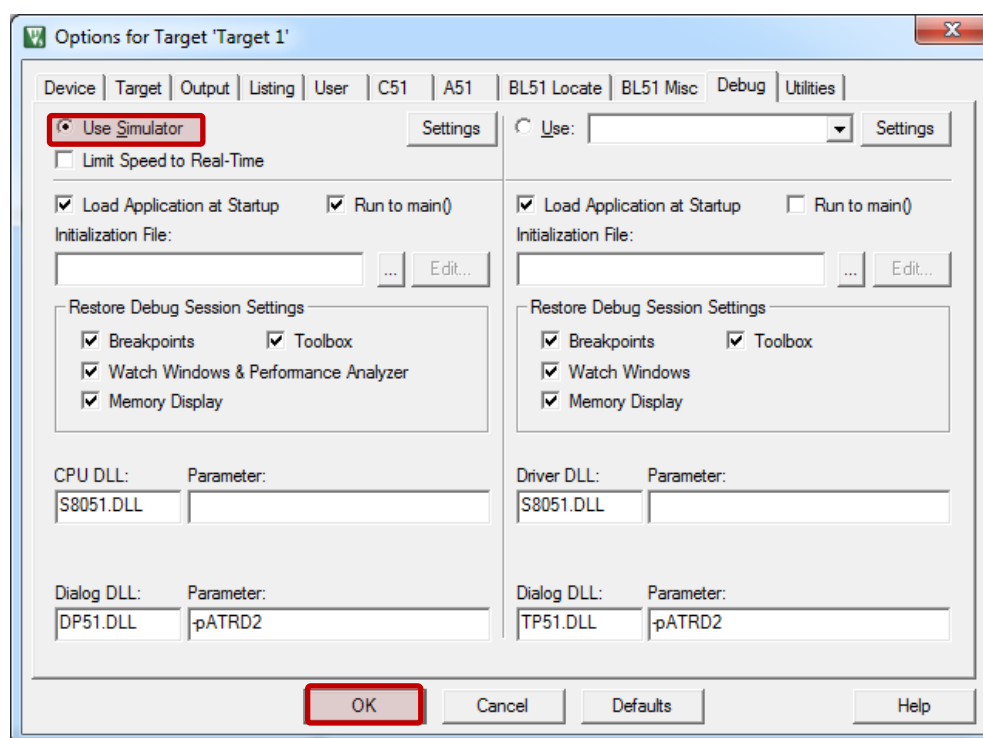 Options for Target 'Target 1'
Device Target Output Listing User C51 A51 BL51 Locate BL51 Misc Debug Utilities
Use Simulator Settings Use: Settings
Limit Speed to Real-Time
Load Application at Startup Run to main() Load Application at Startup Run to main()
Initialization File: Initialization File:
... Edit... ... Edit...
Restore Debug Session Settings Restore Debug Session Settings
Breakpoints Toolbox Breakpoints Toolbox
Watch Windows & Performance Analyzer Watch Windows
Memory Display Memory Display
CPU DLL: Parameter: Driver DLL: Parameter:
S8051.DLL S8051.DLL
Dialog DLL: Parameter: Dialog DLL: Parameter:
DP51.DLL -pATRD2 TP51.DLL -pATRD2
OK Cancel Defaults Help